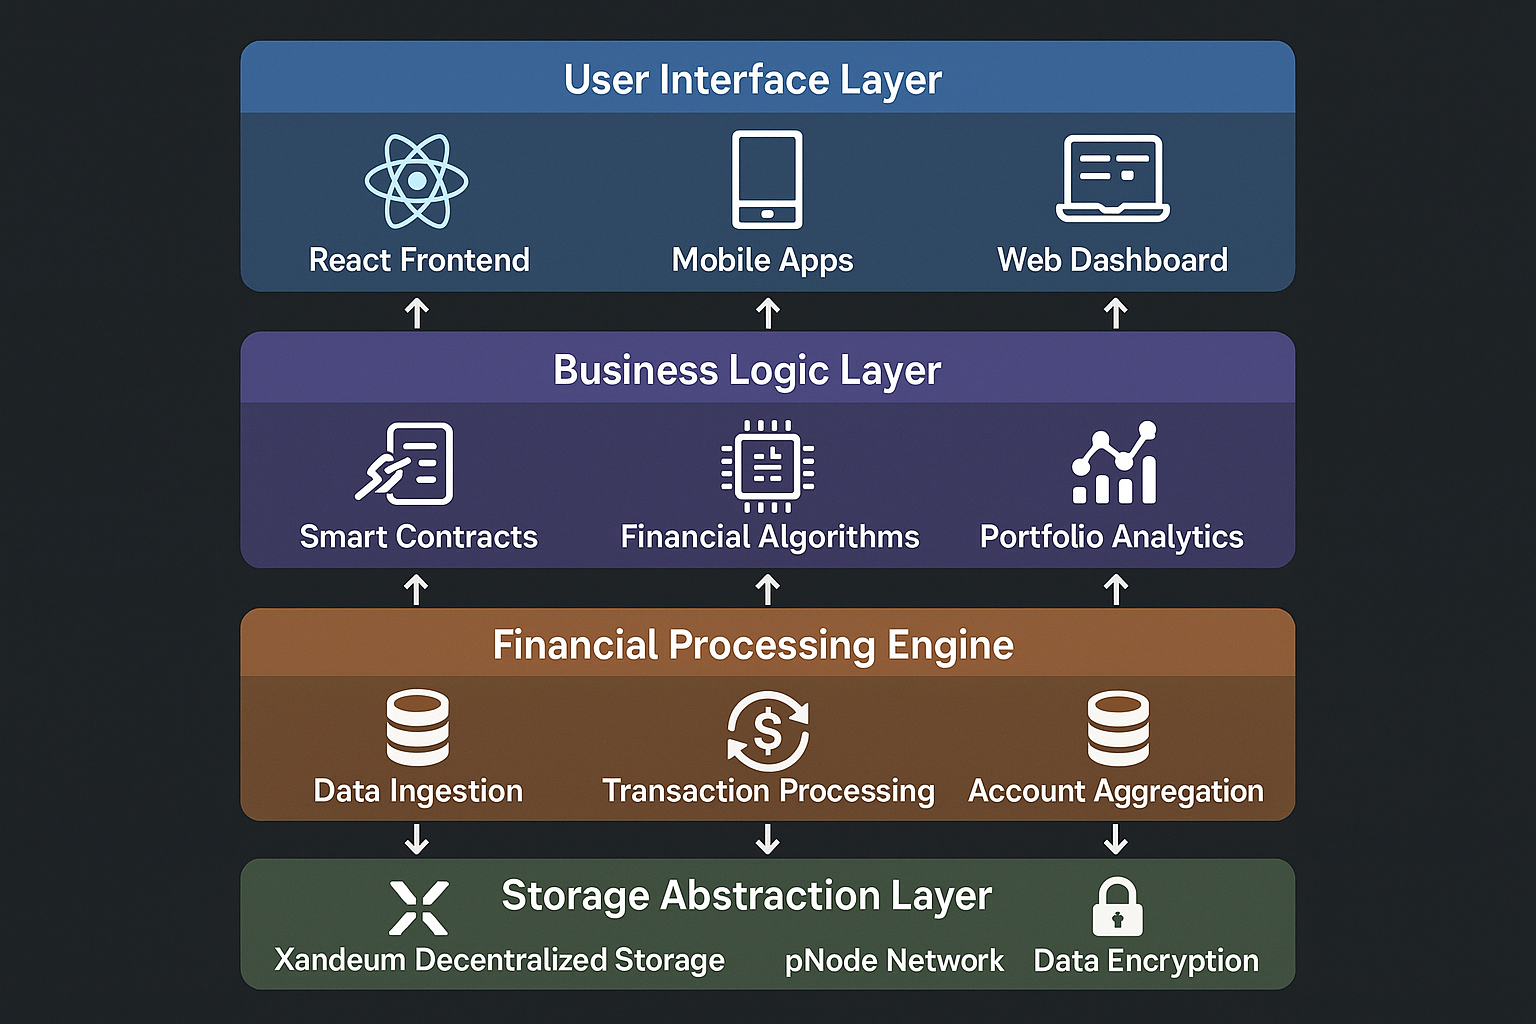 User Interface Layer
React Frontend
Mobile Apps
Web Dashboard
Business Logic Layer
Smart Contracts
Financial Algorithms
Portfolio Analytics
Financial Processing Engine
$
Data Ingestion
Transaction Processing
Account Aggregation
Storage Abstraction Layer
Xandeum Decentralized Storage
pNode Network
Data Encryption